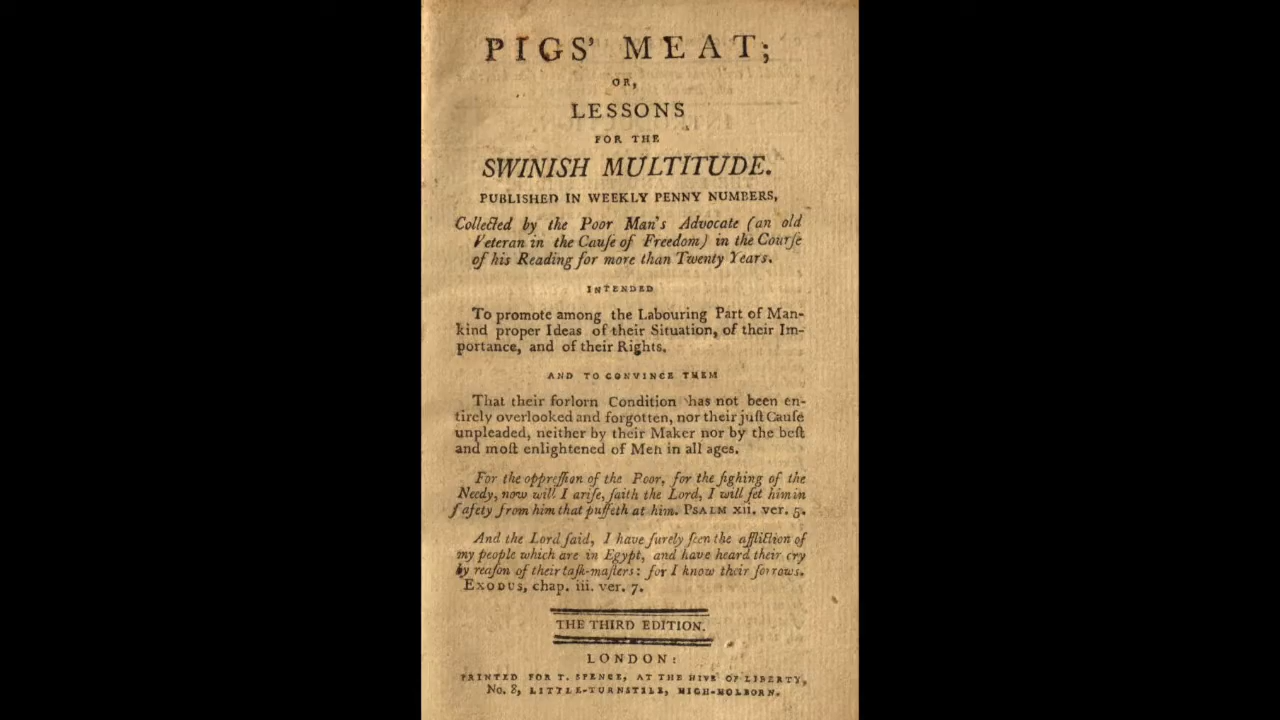 PIGS' MEAT;
OR,
LESSONS
FOR THE
SWINISH MULTITUDE.
PUBLISHED IN WEEKLY PENNY NUMBERS,
Collected by the Poor Man's Advocate (an old
Veteran in the Cauſe of Freedom) in the Courſe
of his Reading for more than Twenty Years.
INTENDED
To promote among the Labouring Part of Man-
kind proper Ideas of their Situation, of their Im-
portance, and of their Rights.
AND TO CONVINCE THEM
That their forlorn Condition has not been en-
tirely overlooked and forgotten, nor their juſt Cauſe
unpleaded, neither by their Maker nor by the beſt
and moſt enlightened of Men in all ages.
For the oppreſſion of the Poor, for the ſighing of the
Needy, now will I ariſe, ſaith the Lord, I will ſet him in
ſafety from him that puffeth at him. PSALM XII. ver. 5.
And the Lord ſaid, I have ſurely ſeen the affliction of
my people which are in Egypt, and have heard their cry
by reaſon of their taſk-maſters: for I know their ſorrows.
EXODUS, chap. iii. ver. 7.
THE THIRD EDITION.
LONDON:
PRINTED FOR T. SPENCE, AT THE HIVE OF LIBERTY,
No. 8, LITTLE-TURNSTILE, HIGH-HOLBORN.